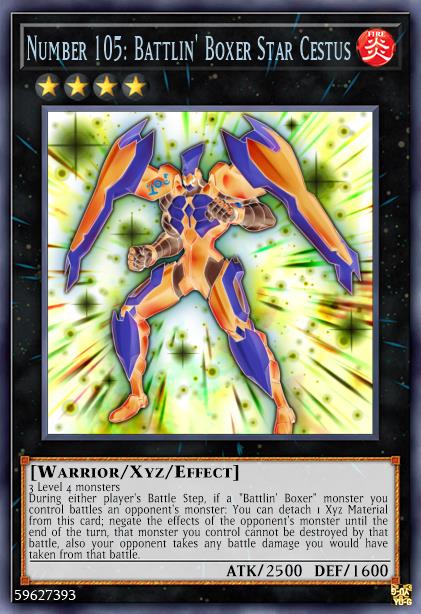 Number 105: Battlin' Boxer Star Cestus
FIRE
炎
105
[Warrior/Xyz/Effect]
3 Level 4 monsters
During either player's Battle Step, if a "Battlin' Boxer" monster you
control battles an opponent's monster: You can detach 1 Xyz Material
from this card; negate the effects of the opponent's monster until the
end of the turn, that monster you control cannot be destroyed by that
battle, also your opponent takes any battle damage you would have
taken from that battle.
ATK/2500 DEF/1600
59627393